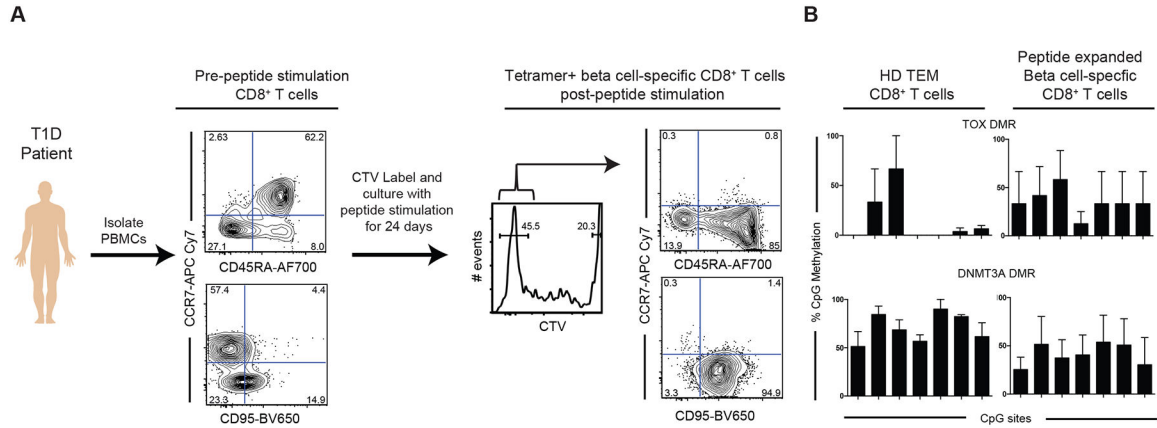 A
B
T1D
Patient
Isolate
PBMCs
Pre-peptide stimulation
CD8⁺ T cells
2.63
62.2
27.1
8.0
CD45RA-AF700
57.4
4.4
23.3
14.9
CD95-BV650
CCR7-APC Cy7
CTV Label and
culture with
peptide stimulation
for 24 days
Tetramer+ beta cell-specific CD8⁺ T cells
post-peptide stimulation
45.5
20.3
# events
CTV
0.3
0.8
13.9
85
CD45RA-AF700
0.3
1.4
3.3
94.9
CD95-BV650
CCR7-APC Cy7
HD TEM
CD8⁺ T cells
Peptide expanded
Beta cell-specfic
CD8⁺ T cells
TOX DMR
100
50
0
100
50
0
DNMT3A DMR
100
50
0
50
0
% CpG Methylation
CpG sites